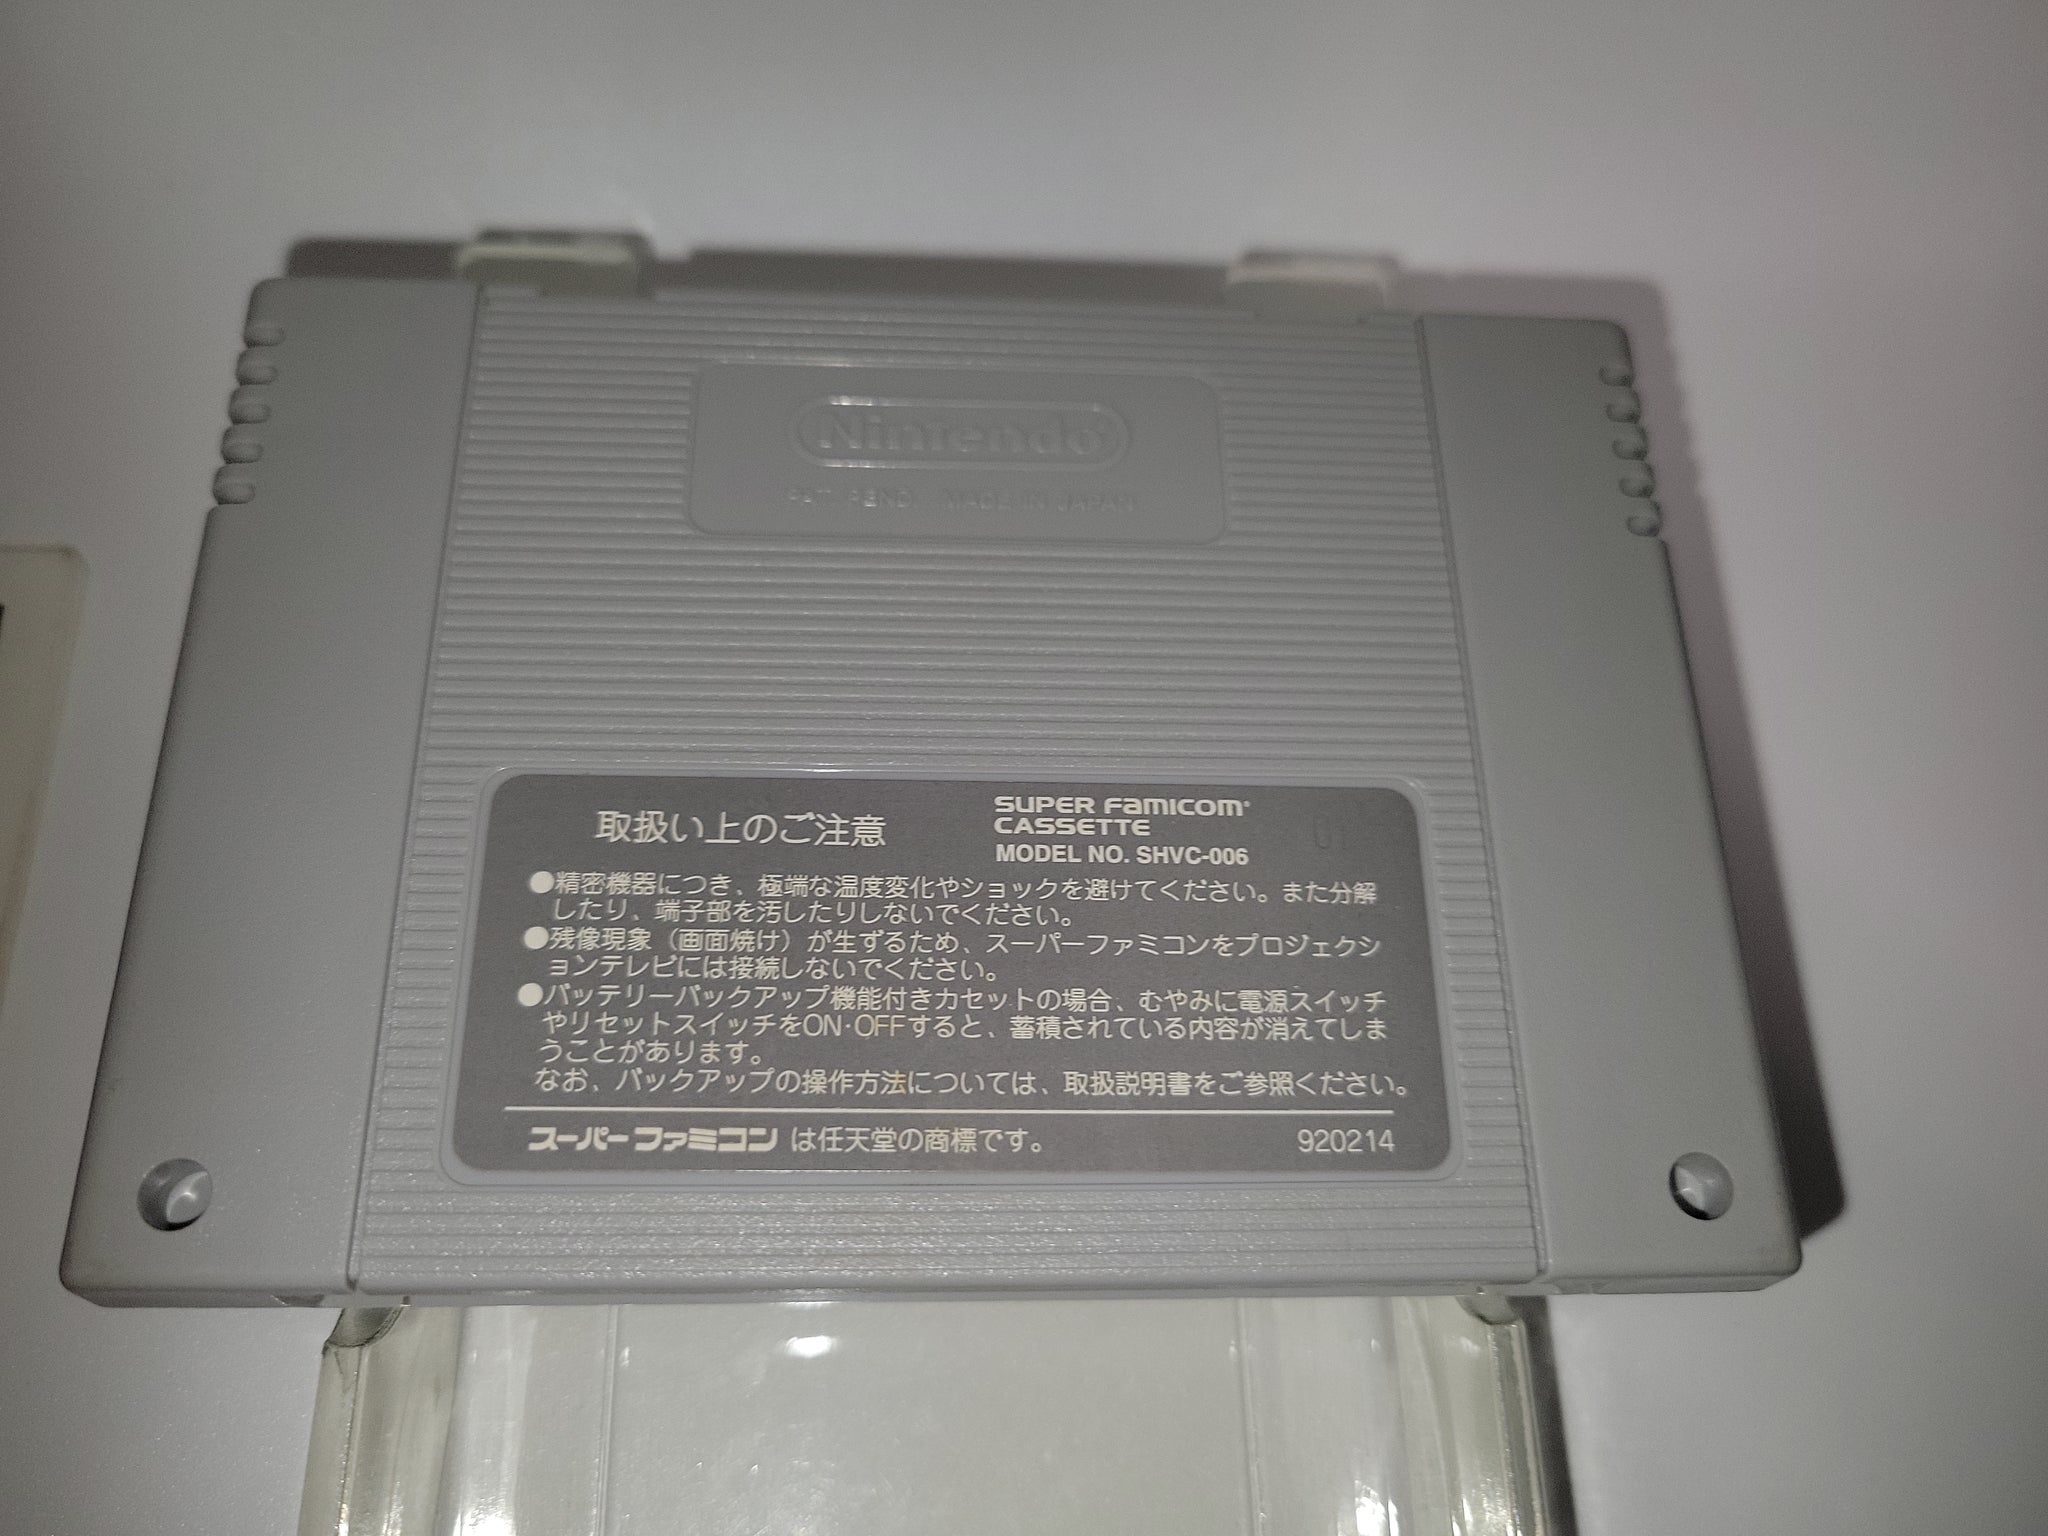 Nintendo
PAT. PEND. MADE IN JAPAN
取扱い上のご注意
SUPER FAMICOM
CASSETTE
MODEL NO. SHVC-006
●精密機器につき、極端な温度変化やショックを避けてください。また分解
したり、端子部を汚したりしないでください。
●残像現象（画面焼け）が生ずるため、スーパーファミコンをプロジェクシ
ョンテレビには接続しないでください。
●バッテリーバックアップ機能付きカセットの場合、むやみに電源スイッチ
やリセットスイッチをON・OFFすると、蓄積されている内容が消えてしま
うことがあります。
なお、バックアップの操作方法については、取扱説明書をご参照ください。
スーパーファミコン は任天堂の商標です。
920214